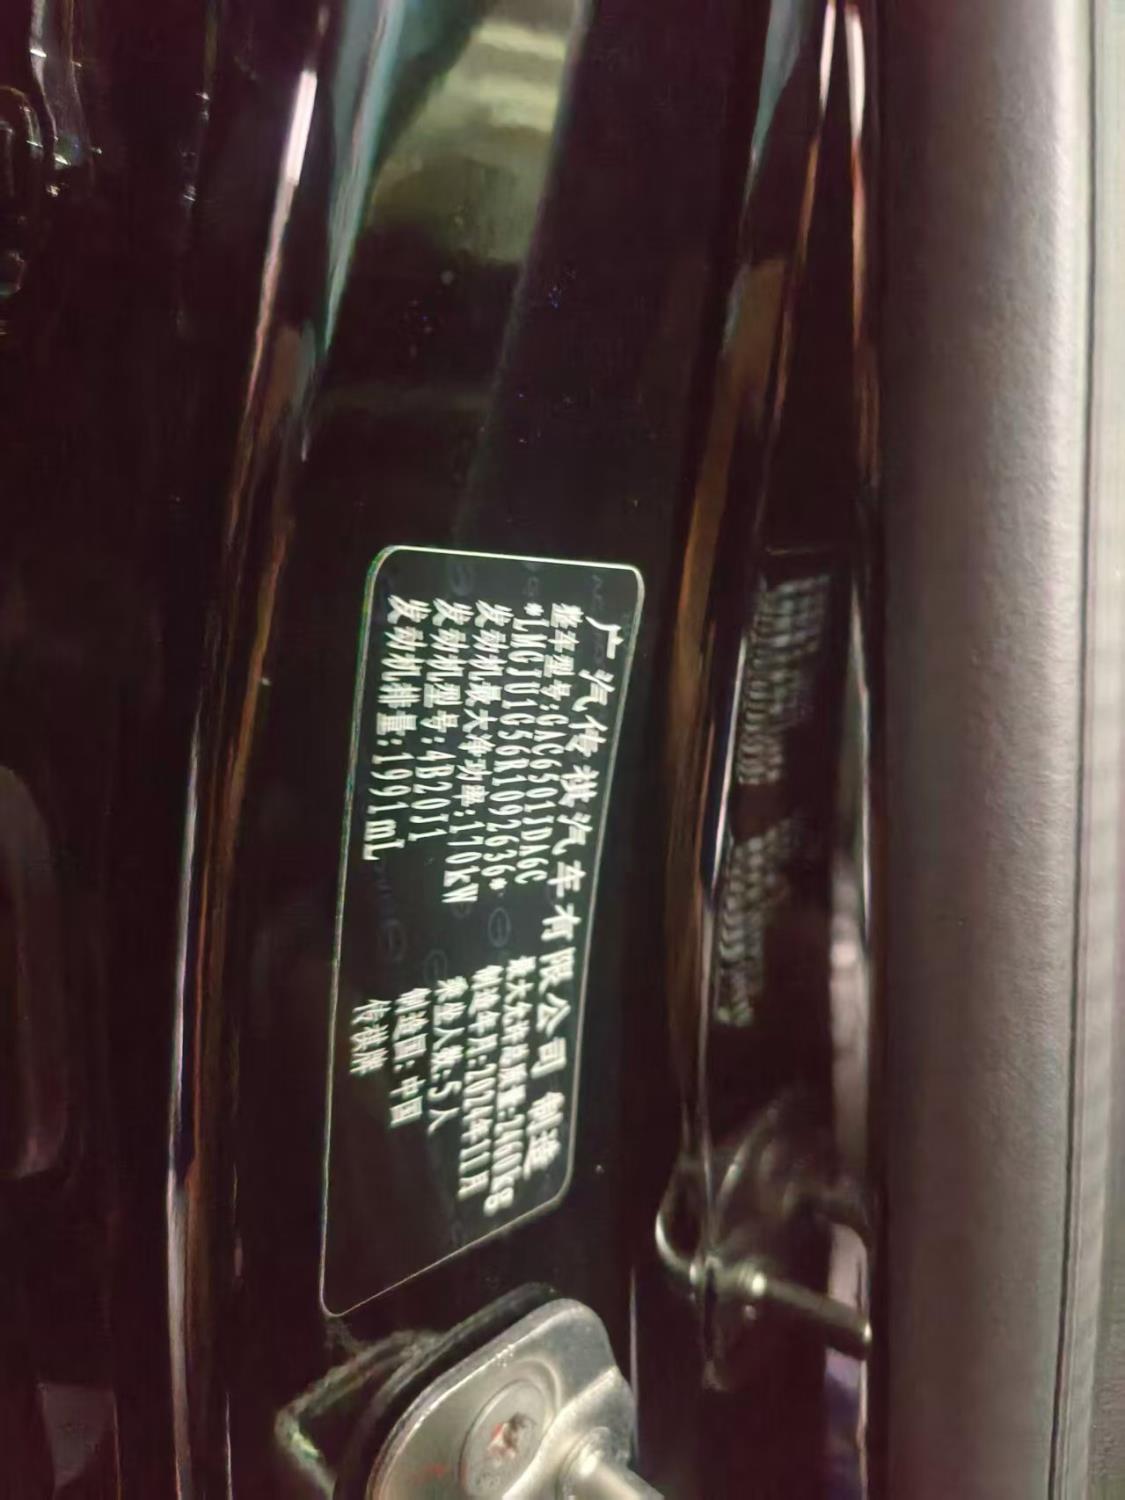 广汽传祺汽车有限公司 制造
整车型号:GAC6501JDA6C
最大允许总质量:2400kg
*LMGJU1G56R1092636*
制造年月:2024年11月
发动机最大净功率:170kW
乘坐人数:5人
发动机型号:4B20J1
制造国:中国
发动机排量:1991mL
传祺牌